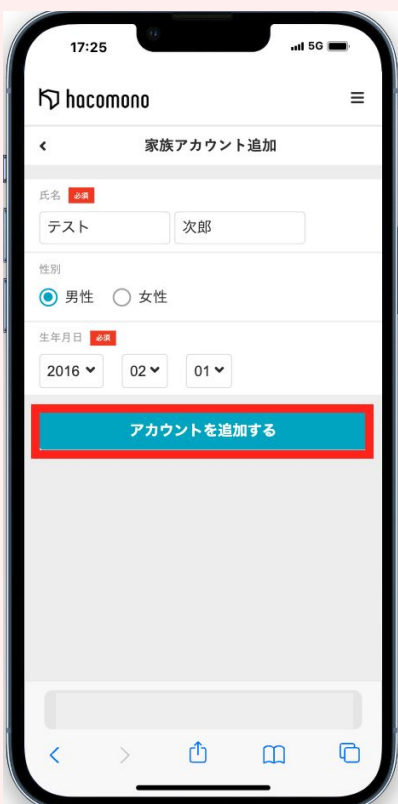 17:25 5G
hacomono
家族アカウント追加
氏名 必須
テスト 次郎
性別
男性 女性
生年月日 必須
2016 02 01
アカウントを追加する